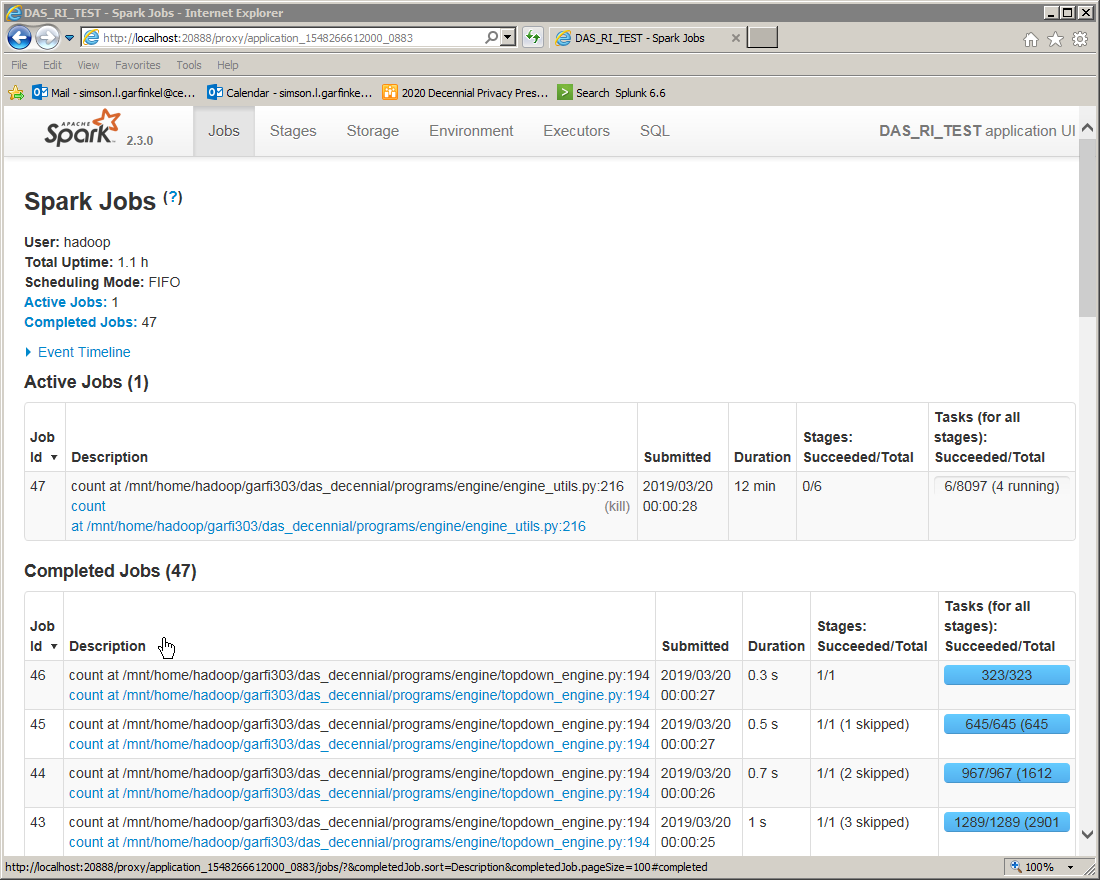 DAS_RI_TEST - Spark Jobs - Internet Explorer
http://localhost:20888/proxy/application_1548266612000_0883
DAS_RI_TEST - Spark Jobs
File Edit View Favorites Tools Help
Mail - simson.l.garfinkel@ce... Calendar - simson.l.garfinke... 2020 Decennial Privacy Pres... Search Splunk 6.6
APACHE Spark 2.3.0 Jobs Stages Storage Environment Executors SQL DAS_RI_TEST application UI
Spark Jobs (?)
User: hadoop
Total Uptime: 1.1 h
Scheduling Mode: FIFO
Active Jobs: 1
Completed Jobs: 47
Event Timeline
Active Jobs (1)
Job Id Description Submitted Duration Stages: Succeeded/Total Tasks (for all stages): Succeeded/Total
47 count at /mnt/home/hadoop/garfi303/das_decennial/programs/engine/engine_utils.py:216 2019/03/20 12 min 0/6 6/8097 (4 running)
count (kill) 00:00:28
at /mnt/home/hadoop/garfi303/das_decennial/programs/engine/engine_utils.py:216
Completed Jobs (47)
Job Id Description Submitted Duration Stages: Succeeded/Total Tasks (for all stages): Succeeded/Total
46 count at /mnt/home/hadoop/garfi303/das_decennial/programs/engine/topdown_engine.py:194 2019/03/20 0.3 s 1/1 323/323
count at /mnt/home/hadoop/garfi303/das_decennial/programs/engine/topdown_engine.py:194 00:00:27
45 count at /mnt/home/hadoop/garfi303/das_decennial/programs/engine/topdown_engine.py:194 2019/03/20 0.5 s 1/1 (1 skipped) 645/645 (645
count at /mnt/home/hadoop/garfi303/das_decennial/programs/engine/topdown_engine.py:194 00:00:27
44 count at /mnt/home/hadoop/garfi303/das_decennial/programs/engine/topdown_engine.py:194 2019/03/20 0.7 s 1/1 (2 skipped) 967/967 (1612
count at /mnt/home/hadoop/garfi303/das_decennial/programs/engine/topdown_engine.py:194 00:00:26
43 count at /mnt/home/hadoop/garfi303/das_decennial/programs/engine/topdown_engine.py:194 2019/03/20 1 s 1/1 (3 skipped) 1289/1289 (2901
count at /mnt/home/hadoop/garfi303/das_decennial/programs/engine/topdown_engine.py:194 00:00:25
http://localhost:20888/proxy/application_1548266612000_0883/jobs/?&completedJob.sort=Description&completedJob.pageSize=100#completed 100%